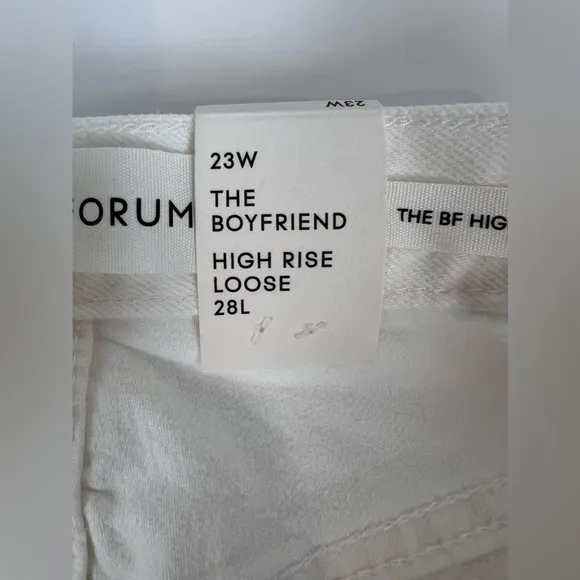 23W
FORUM
23W
THE
BOYFRIEND
HIGH RISE
LOOSE
28L
THE BF HIG